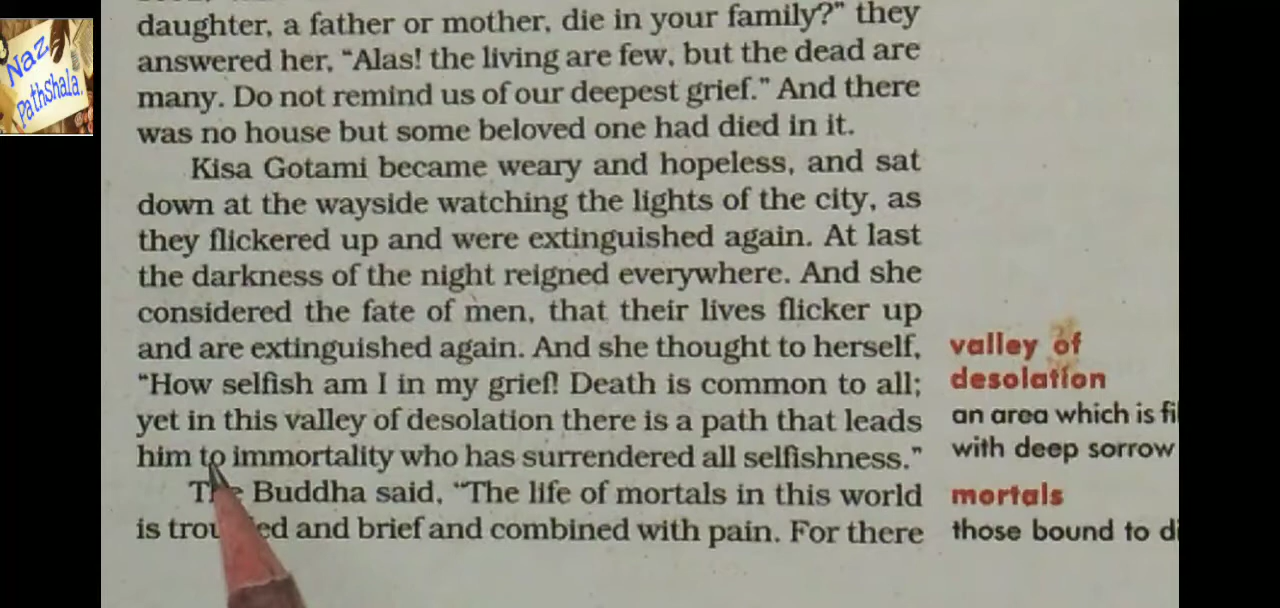 Naz
PathShala.
daughter, a father or mother, die in your family?” they
answered her, “Alas! the living are few, but the dead are
many. Do not remind us of our deepest grief.” And there
was no house but some beloved one had died in it.
Kisa Gotami became weary and hopeless, and sat
down at the wayside watching the lights of the city, as
they flickered up and were extinguished again. At last
the darkness of the night reigned everywhere. And she
considered the fate of men, that their lives flicker up
and are extinguished again. And she thought to herself,
“How selfish am I in my grief! Death is common to all;
yet in this valley of desolation there is a path that leads
him to immortality who has surrendered all selfishness.”
The Buddha said, “The life of mortals in this world
is and brief and combined with pain. For there
valley of
desolation
an area which is
with deep sorrow
mortals
those bound to